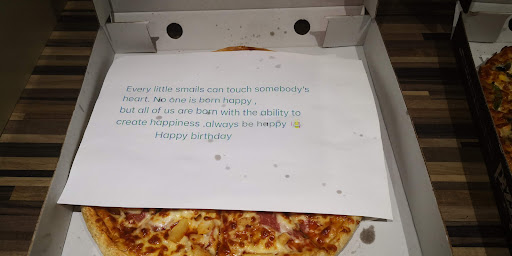 Every little smails can touch somebody's
heart. No one is born happy ,
but all of us are born with the ability to
create happiness ,always be happy 😊
Happy birthday